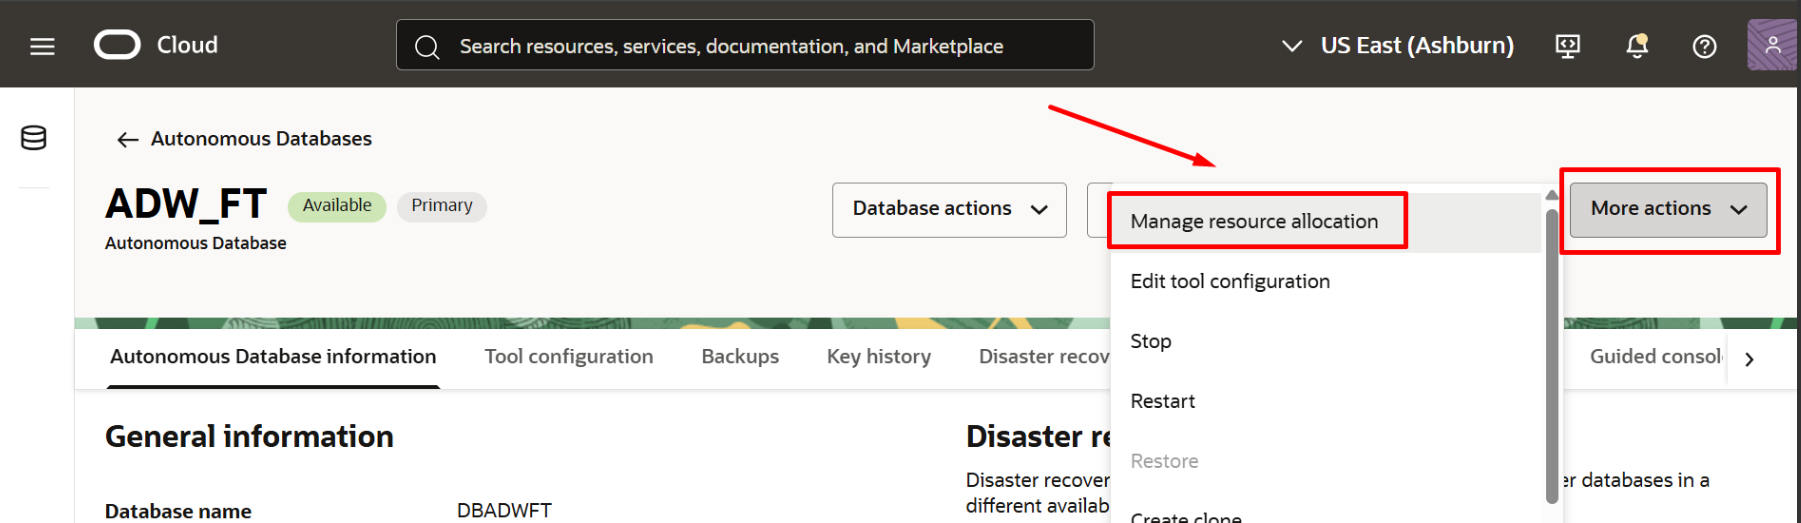 Cloud
Search resources, services, documentation, and Marketplace
US East (Ashburn)
Autonomous Databases
ADW_FT
Available
Primary
Autonomous Database
Database actions
More actions
Manage resource allocation
Edit tool configuration
Stop
Restart
Restore
Create clone
Autonomous Database information
Tool configuration
Backups
Key history
Disaster recov
Guided consol
General information
Database name
DBADWFT
Disaster re
Disaster recover
er databases in a
different availab